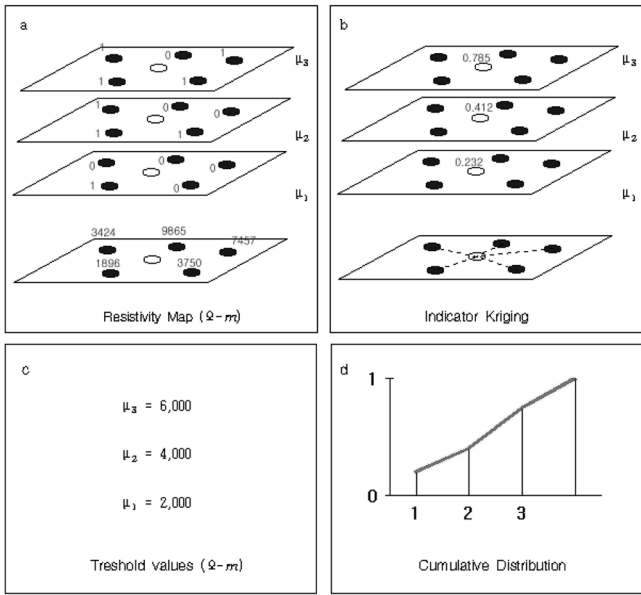 a
1 0 1 μ₃
1 1
1 0 0 μ₂
1 1
0 0 0 μ₁
1 0
3424 9865 7457
1896 3750
Resistivity Map (Ω-m)
b
0.785 μ₃
0.412 μ₂
0.232 μ₁
Indicator Kriging
c
μ₃ = 6,000
μ₂ = 4,000
μ₁ = 2,000
Treshold values (Ω-m)
d
1
0
1 2 3
Cumulative Distribution